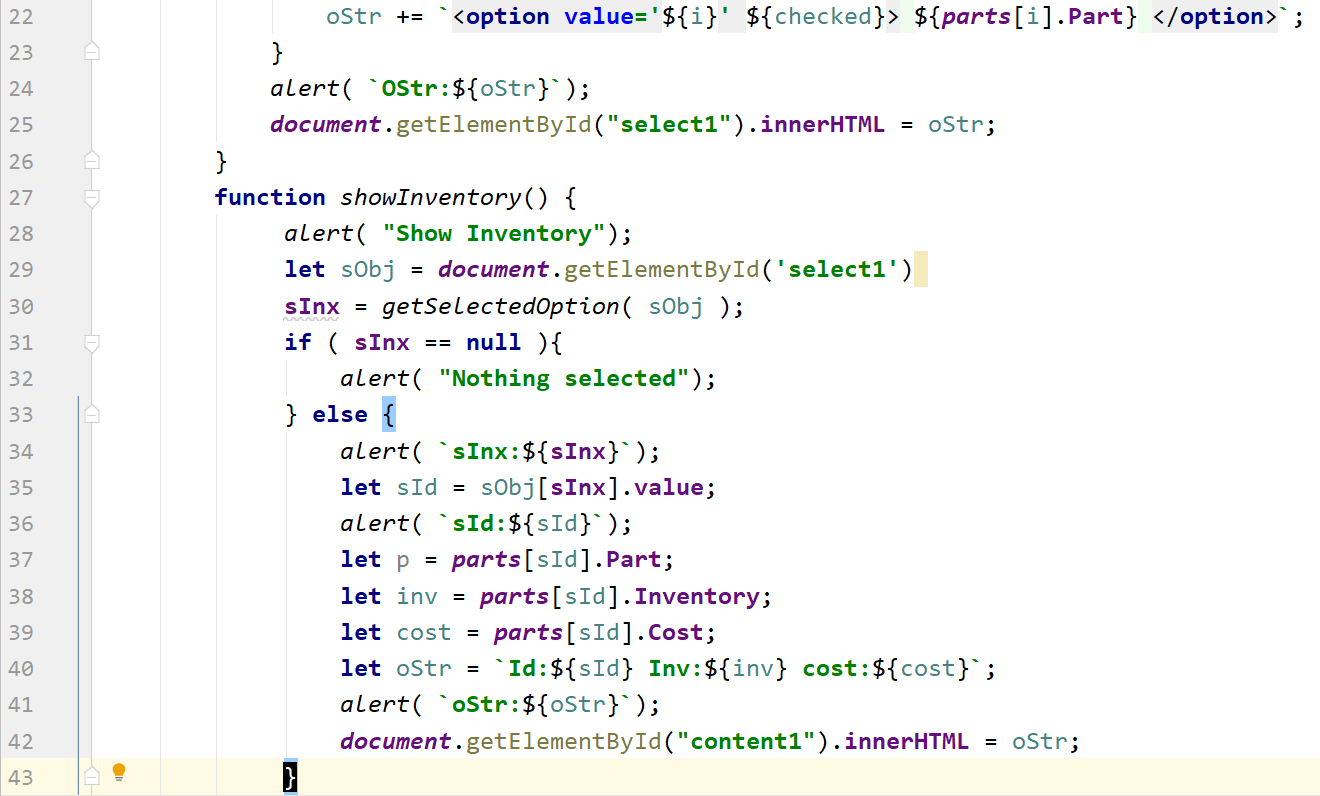 22 oStr += `<option value='${i}' ${checked}> ${parts[i].Part} </option>`;
23 }
24 alert( `OStr:${oStr}`);
25 document.getElementById("select1").innerHTML = oStr;
26 }
27 function showInventory() {
28 alert( "Show Inventory");
29 let sObj = document.getElementById('select1')
30 sInx = getSelectedOption( sObj );
31 if ( sInx == null ){
32 alert( "Nothing selected");
33 } else {
34 alert( `sInx:${sInx}`);
35 let sId = sObj[sInx].value;
36 alert( `sId:${sId}`);
37 let p = parts[sId].Part;
38 let inv = parts[sId].Inventory;
39 let cost = parts[sId].Cost;
40 let oStr = `Id:${sId} Inv:${inv} cost:${cost}`;
41 alert( `oStr:${oStr}`);
42 document.getElementById("content1").innerHTML = oStr;
43 }